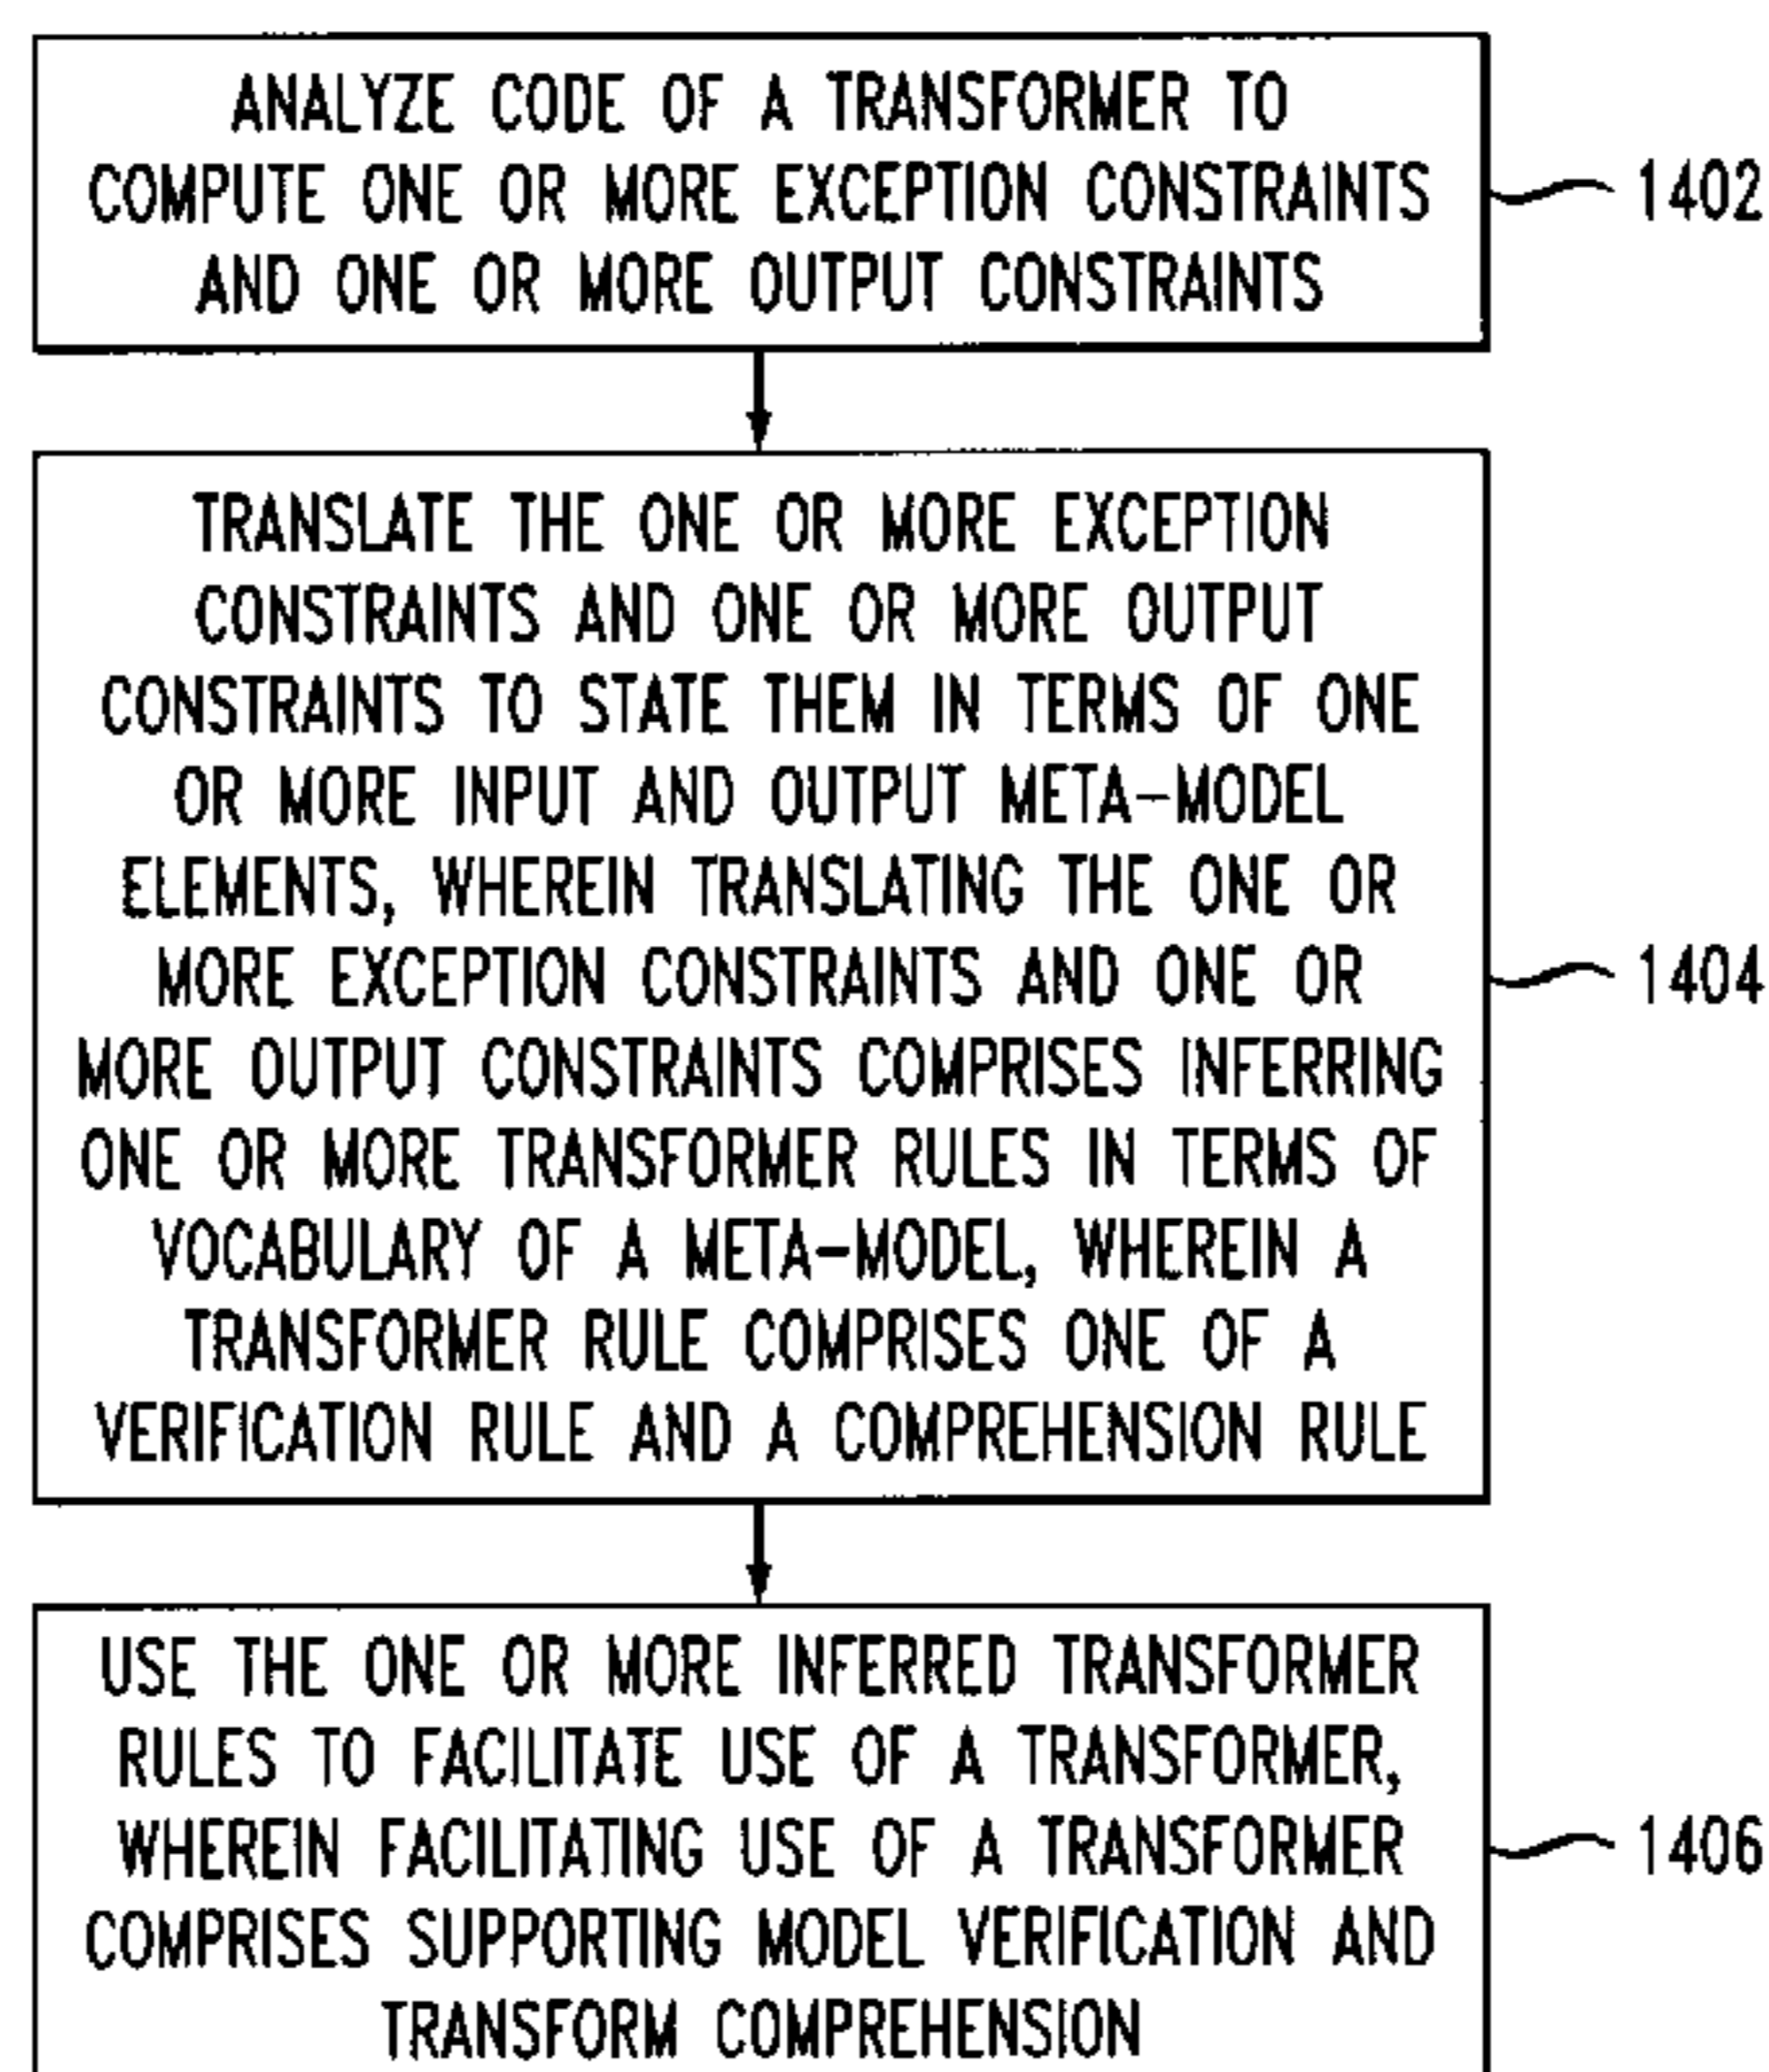 ANALYZE CODE OF A TRANSFORMER TO
COMPUTE ONE OR MORE EXCEPTION CONSTRAINTS
AND ONE OR MORE OUTPUT CONSTRAINTS
1402
TRANSLATE THE ONE OR MORE EXCEPTION
CONSTRAINTS AND ONE OR MORE OUTPUT
CONSTRAINTS TO STATE THEM IN TERMS OF ONE
OR MORE INPUT AND OUTPUT META-MODEL
ELEMENTS, WHEREIN TRANSLATING THE ONE OR
MORE EXCEPTION CONSTRAINTS AND ONE OR
MORE OUTPUT CONSTRAINTS COMPRISES INFERRING
ONE OR MORE TRANSFORMER RULES IN TERMS OF
VOCABULARY OF A META-MODEL, WHEREIN A
TRANSFORMER RULE COMPRISES ONE OF A
VERIFICATION RULE AND A COMPREHENSION RULE
1404
USE THE ONE OR MORE INFERRED TRANSFORMER
RULES TO FACILITATE USE OF A TRANSFORMER,
WHEREIN FACILITATING USE OF A TRANSFORMER
COMPRISES SUPPORTING MODEL VERIFICATION AND
TRANSFORM COMPREHENSION
1406